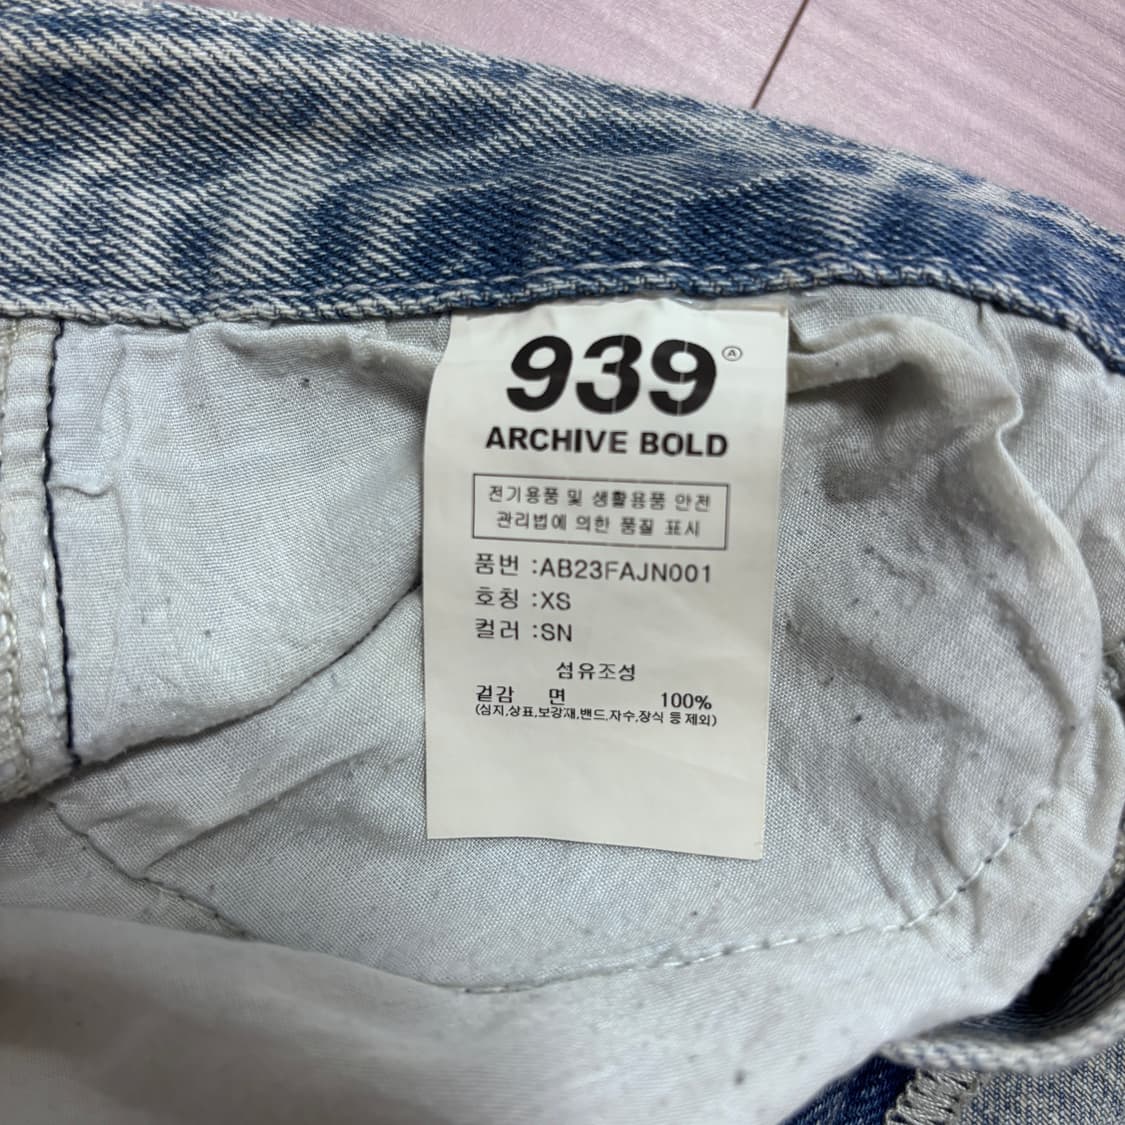 939 Ⓐ
ARCHIVE BOLD
전기용품 및 생활용품 안전
관리법에 의한 품질 표시
품번 :AB23FAJN001
호칭 :XS
컬러 :SN
섬유조성
겉감 면 100%
(심지,상표,보강재,밴드,자수,장식 등 제외)